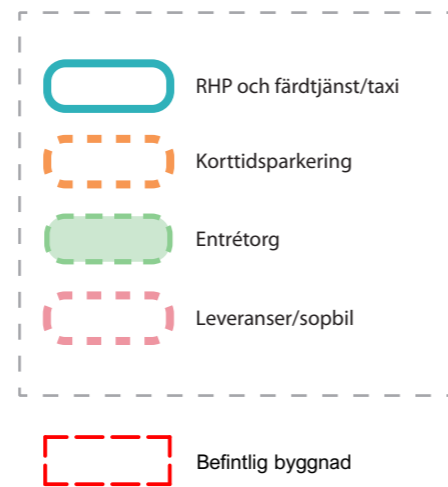 RHP och färdtjänst/taxi
Korttidsparkering
Entrétorg
Leveranser/sopbil
Befintlig byggnad